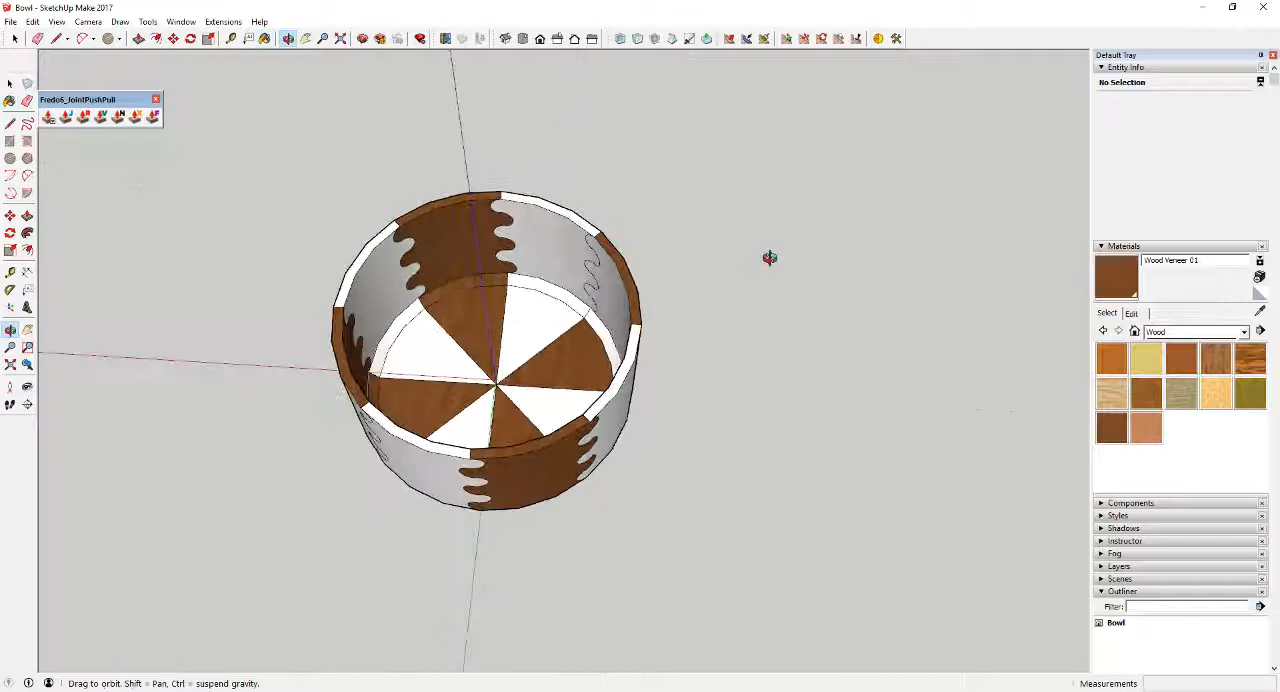 Bowl - SketchUp Make 2017
File Edit View Camera Draw Tools Window Extensions Help
Default Tray
Entity Info
No Selection
Fredo6_JointPushPull
Materials
Wood Veneer 01
Select Edit
Wood
Components
Styles
Shadows
Instructor
Fog
Layers
Scenes
Outliner
Filter:
Bowl
Drag to orbit. Shift = Pan, Ctrl = suspend gravity.
Measurements